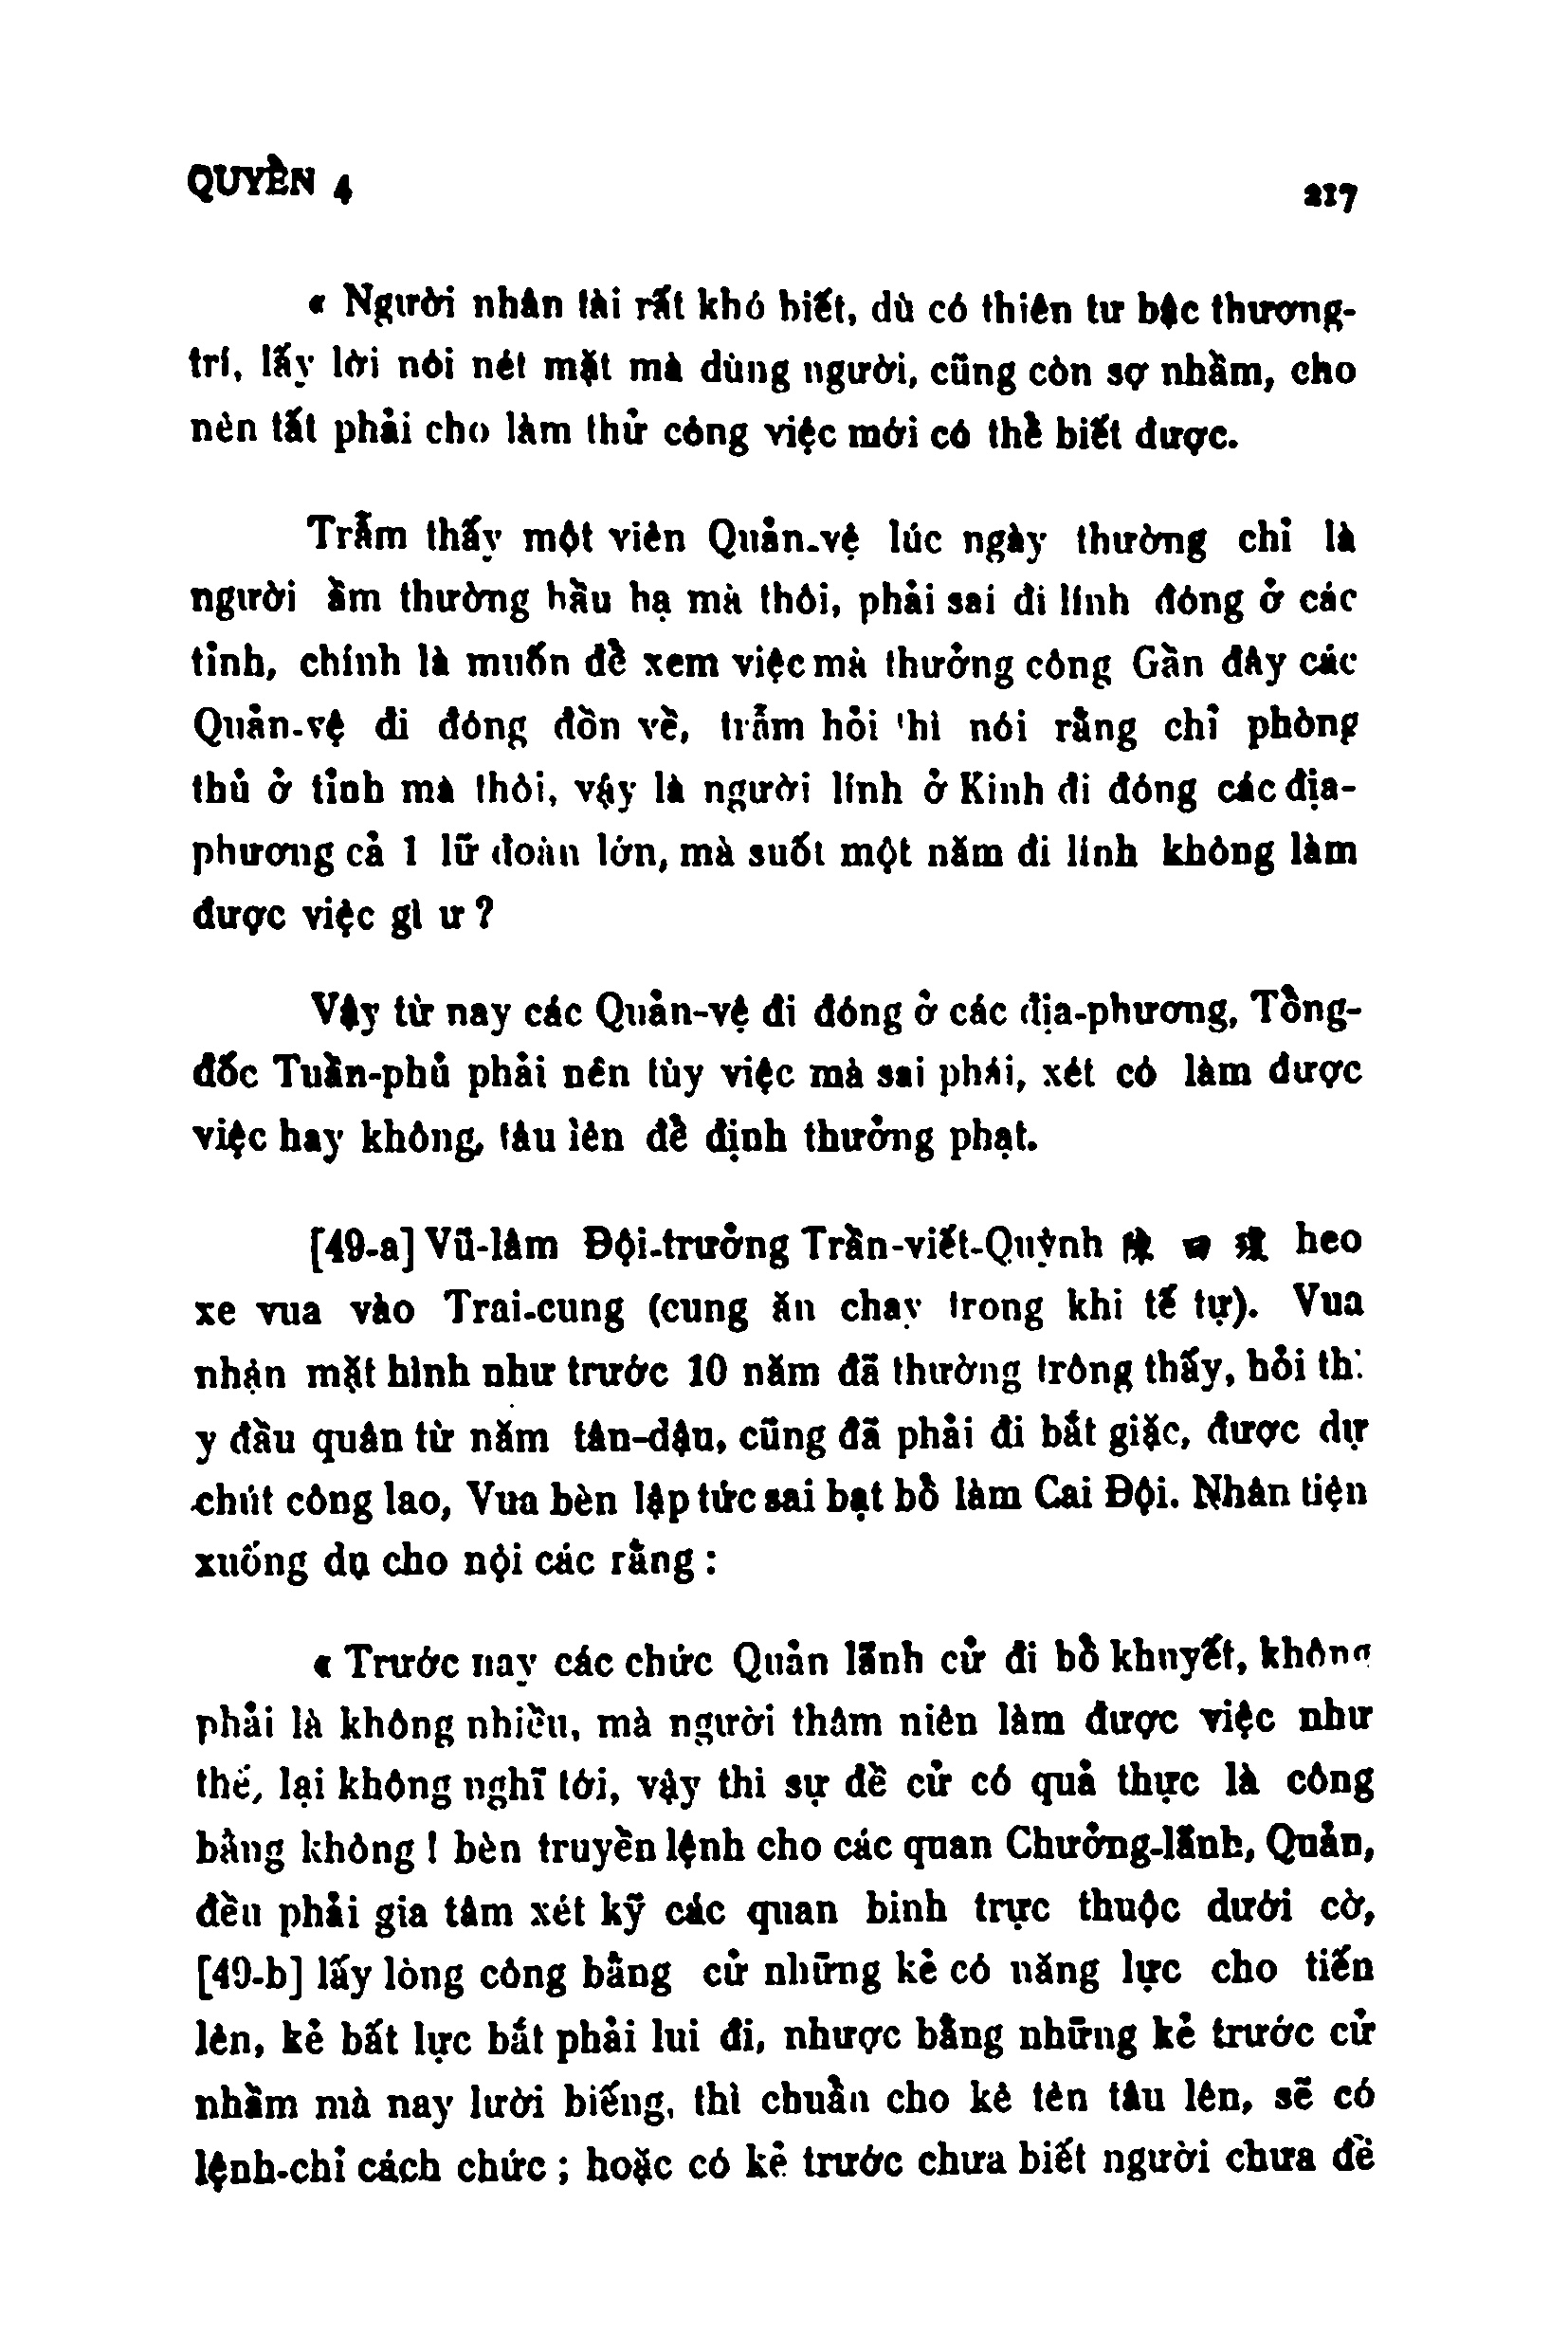 QUYỀN 4
217
« Người nhân tài rất khó biết, dù có thiên tư bậc thương-
trí, lấy lời nói nét mặt mà dùng người, cũng còn sợ nhầm, cho
nên tất phải cho làm thử công việc mới có thể biết được.
Trẫm thấy một viên Quản-vệ lúc ngày thường chỉ là
người ầm thường hầu hạ mà thôi, phải sai đi lính đóng ở các
tỉnh, chính là muốn để xem việc mà thưởng công Gần đây các
Quản-vệ đi đóng đồn về, trẫm hỏi thì nói rằng chỉ phòng
thủ ở tỉnh mà thôi, vậy là người lính ở Kinh đi đóng các địa-
phương cả 1 lữ đoàn lớn, mà suốt một năm đi lính không làm
được việc gì ư ?
Vậy từ nay các Quản-vệ đi đóng ở các địa-phương, Tổng-
đốc Tuần-phủ phải nên tùy việc mà sai phái, xét có làm được
việc hay không, tâu lên để định thưởng phạt.
[49-a] Vũ-lâm Đội-trưởng Trần-viết-Quỳnh 陳 曰 heo
xe vua vào Trai-cung (cung ăn chay trong khi tế tự). Vua
nhận mặt hình như trước 10 năm đã thường trông thấy, hỏi thì
y đầu quân từ năm tân-dậu, cũng đã phải đi bắt giặc, được dự
chút công lao, Vua bèn lập tức sai bạt bổ làm Cai Đội. Nhân tiện
xuống dụ cho nội các rằng :
« Trước nay các chức Quản lãnh cử đi bổ khuyết, không
phải là không nhiều, mà người thâm niên làm được việc như
thế, lại không nghĩ tới, vậy thì sự đề cử có quả thực là công
bằng không ! bèn truyền lệnh cho các quan Chưởng-lãnh, Quản,
đều phải gia tâm xét kỹ các quan binh trực thuộc dưới cờ,
[49-b] lấy lòng công bằng cử những kẻ có năng lực cho tiến
lên, kẻ bất lực bắt phải lui đi, nhược bằng những kẻ trước cử
nhầm mà nay lười biếng, thì chuẩn cho kê tên tâu lên, sẽ có
lệnh-chỉ cách chức ; hoặc có kẻ trước chưa biết người chưa đề